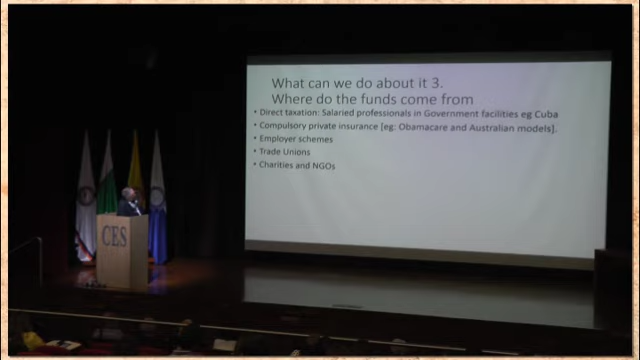 What can we do about it 3.
Where do the funds come from
• Direct taxation: Salaried professionals in Government facilities eg Cuba
• Compulsory private insurance [eg: Obamacare and Australian models].
• Employer schemes
• Trade Unions
• Charities and NGOs
CES